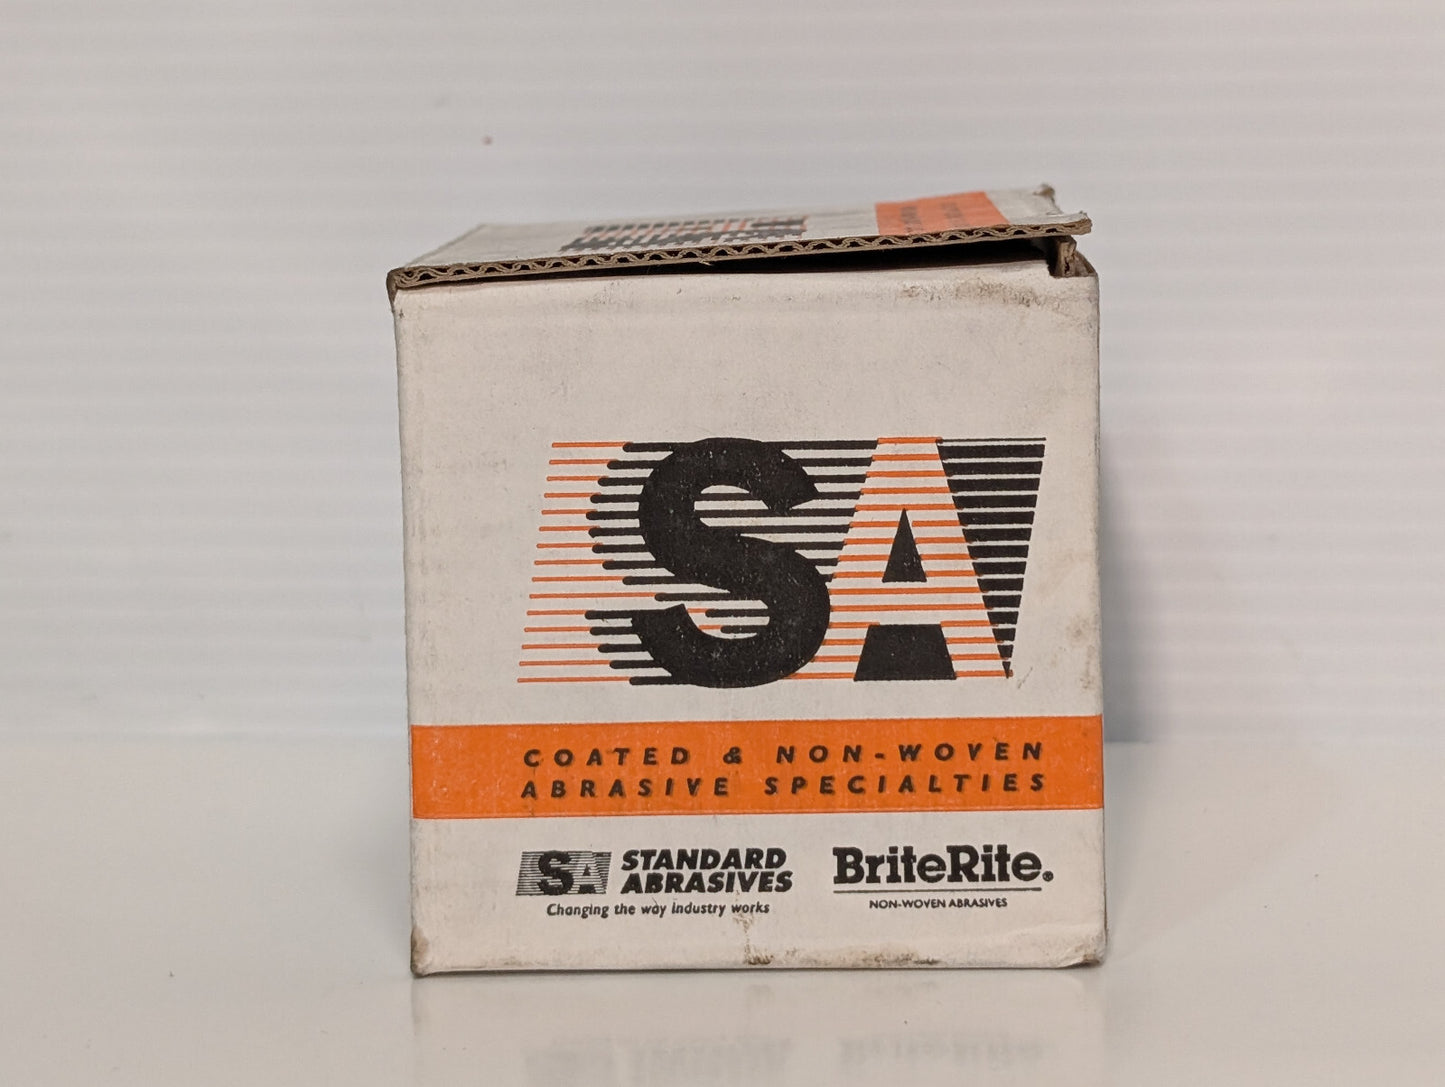 SA
COATED & NON-WOVEN
ABRASIVE SPECIALTIES
SA STANDARD
ABRASIVES
Changing the way industry works
BriteRite®
NON-WOVEN ABRASIVES